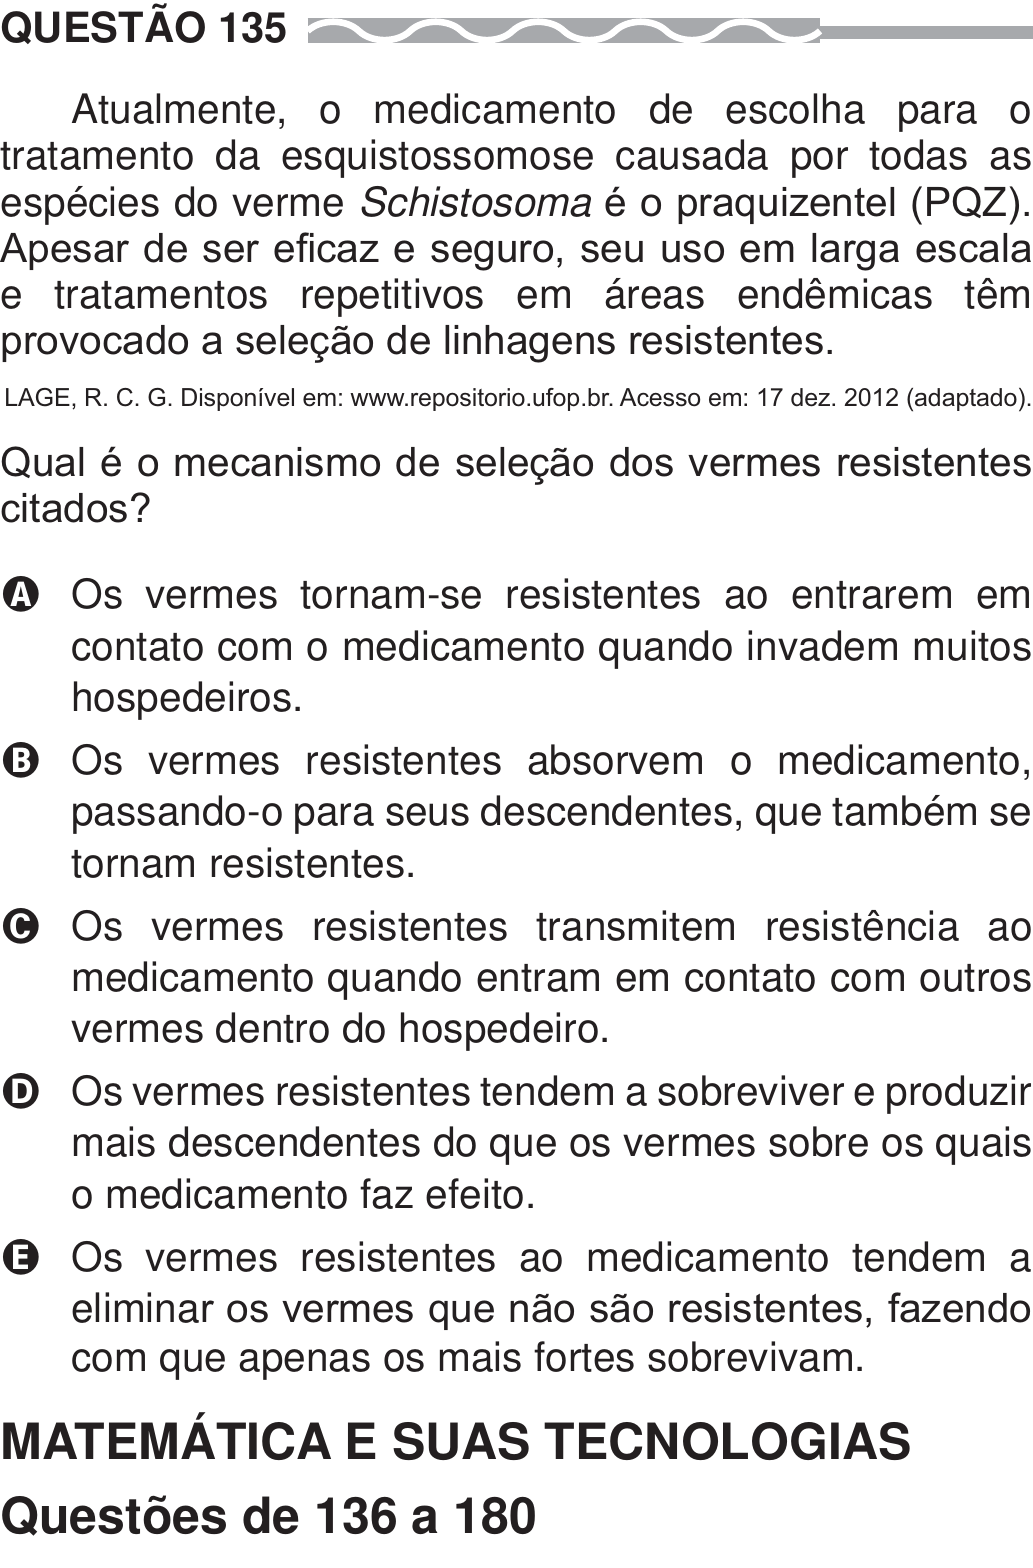 QUESTÃO 135
Atualmente, o medicamento de escolha para o
tratamento da esquistossomose causada por todas as
espécies do verme Schistosoma é o praquizentel (PQZ).
Apesar de ser eficaz e seguro, seu uso em larga escala
e tratamentos repetitivos em áreas endêmicas têm
provocado a seleção de linhagens resistentes.
LAGE, R. C. G. Disponível em: www.repositorio.ufop.br. Acesso em: 17 dez. 2012 (adaptado).
Qual é o mecanismo de seleção dos vermes resistentes
citados?
A Os vermes tornam-se resistentes ao entrarem em
contato com o medicamento quando invadem muitos
hospedeiros.
B Os vermes resistentes absorvem o medicamento,
passando-o para seus descendentes, que também se
tornam resistentes.
C Os vermes resistentes transmitem resistência ao
medicamento quando entram em contato com outros
vermes dentro do hospedeiro.
D Os vermes resistentes tendem a sobreviver e produzir
mais descendentes do que os vermes sobre os quais
o medicamento faz efeito.
E Os vermes resistentes ao medicamento tendem a
eliminar os vermes que não são resistentes, fazendo
com que apenas os mais fortes sobrevivam.
MATEMÁTICA E SUAS TECNOLOGIAS
Questões de 136 a 180